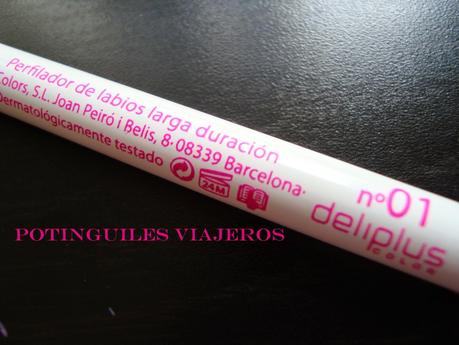 Perfilador de labios larga duración
Colors, S.L. Joan Peiró i Belis, 8· 08339 Barcelona·
Dermatológicamente testado
24M
nº01
deliplus
COLOR
POTINGUILES VIAJEROS